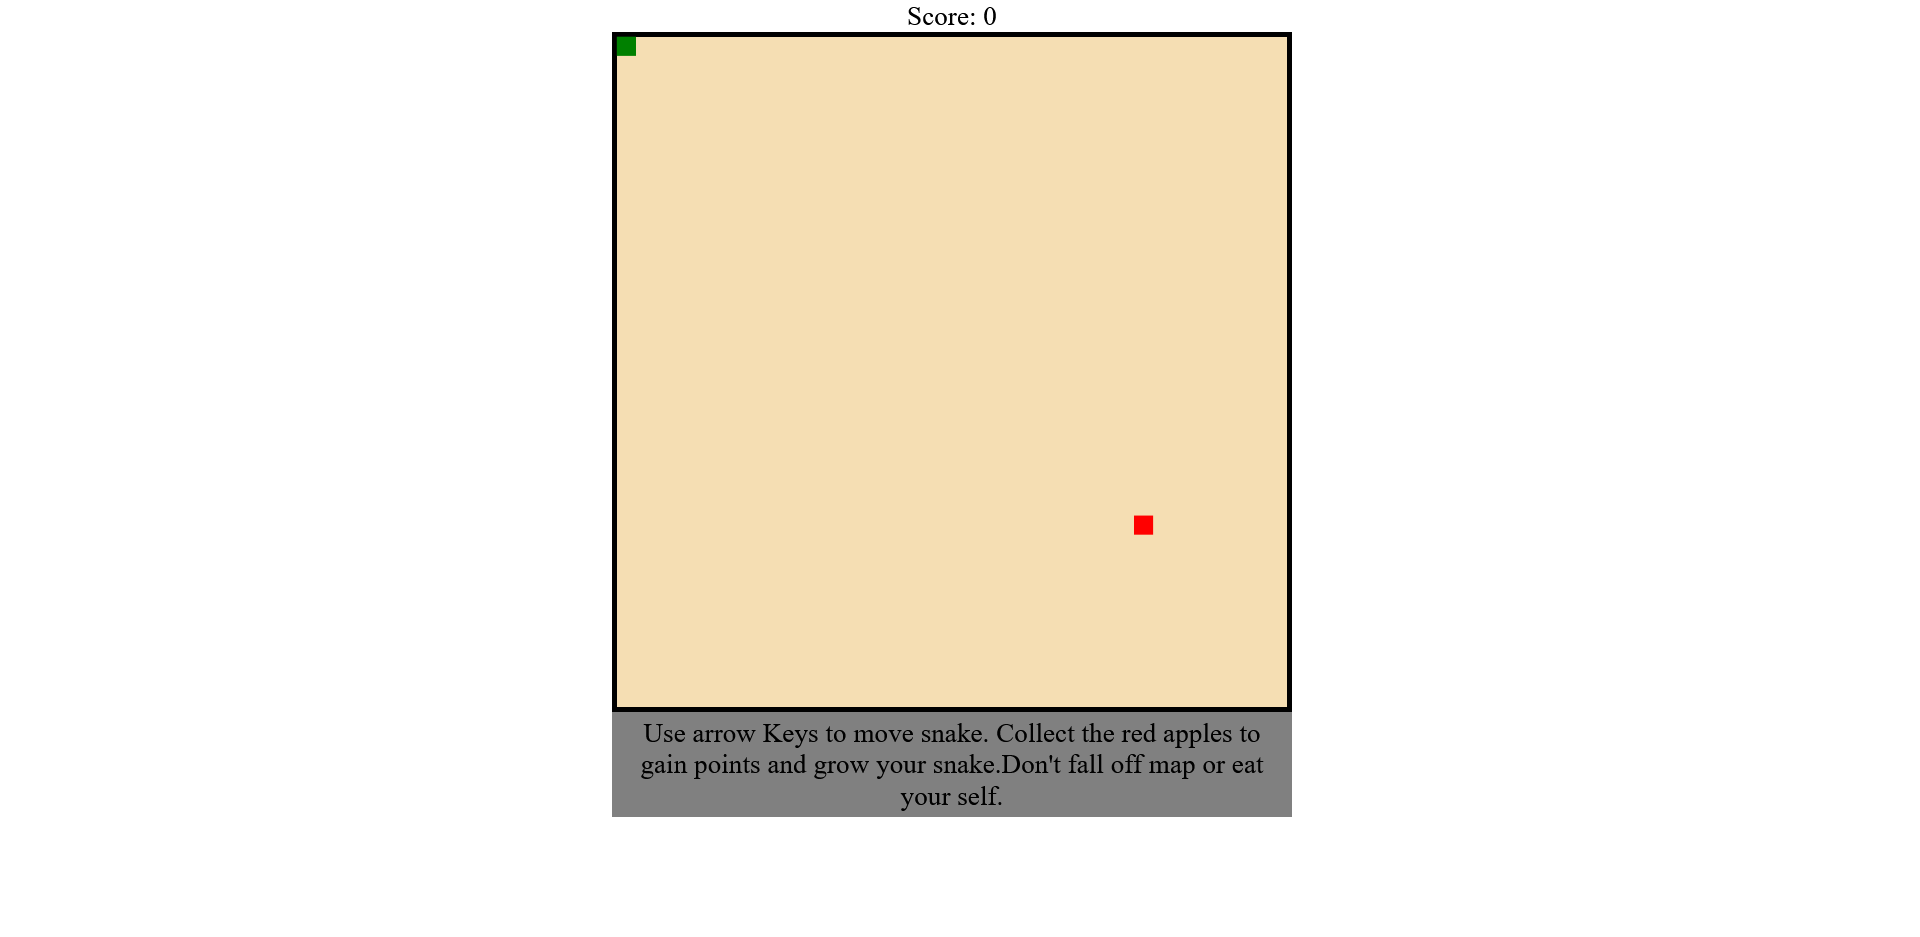 Score: 0
Use arrow Keys to move snake. Collect the red apples to
gain points and grow your snake.Don't fall off map or eat
your self.